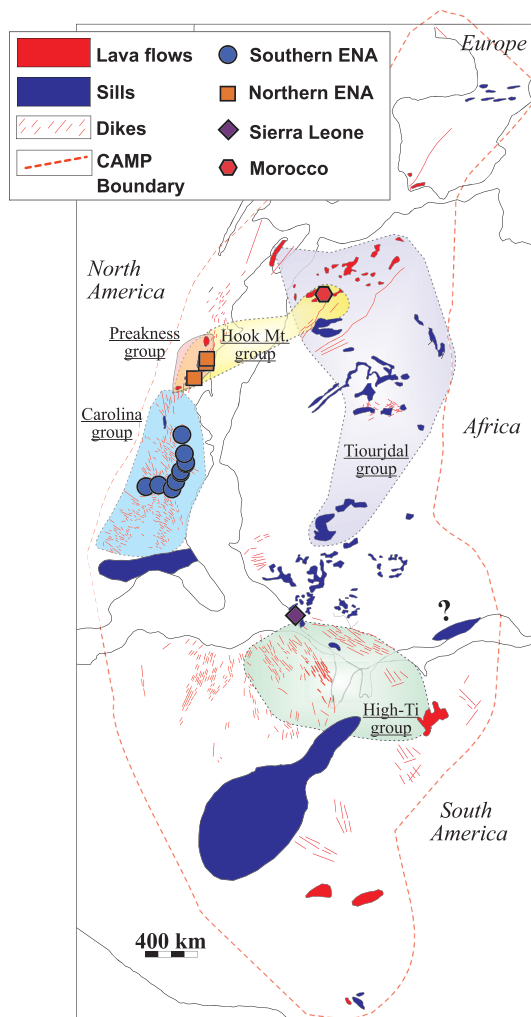 Europe
Lava flows
Southern ENA
Sills
Northern ENA
Dikes
Sierra Leone
CAMP
Boundary
Morocco
North
America
Preakness
group
Hook Mt.
group
Carolina
group
Africa
Tiourjdal
group
?
High-Ti
group
South
America
400 km